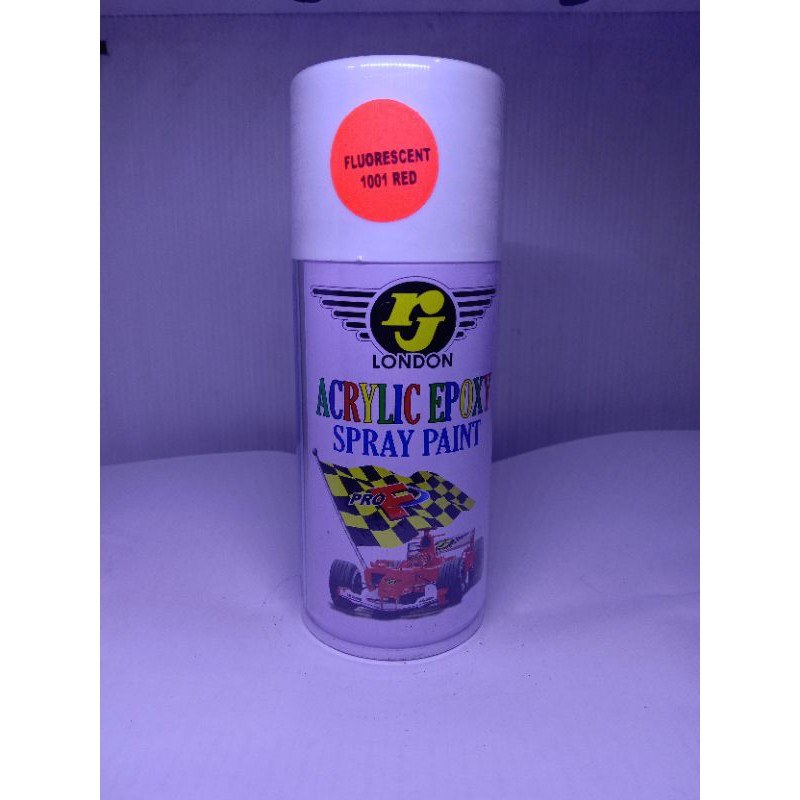 FLUORESCENT
1001 RED
rJ
LONDON
ACRYLIC EPOXY
SPRAY PAINT
PRO